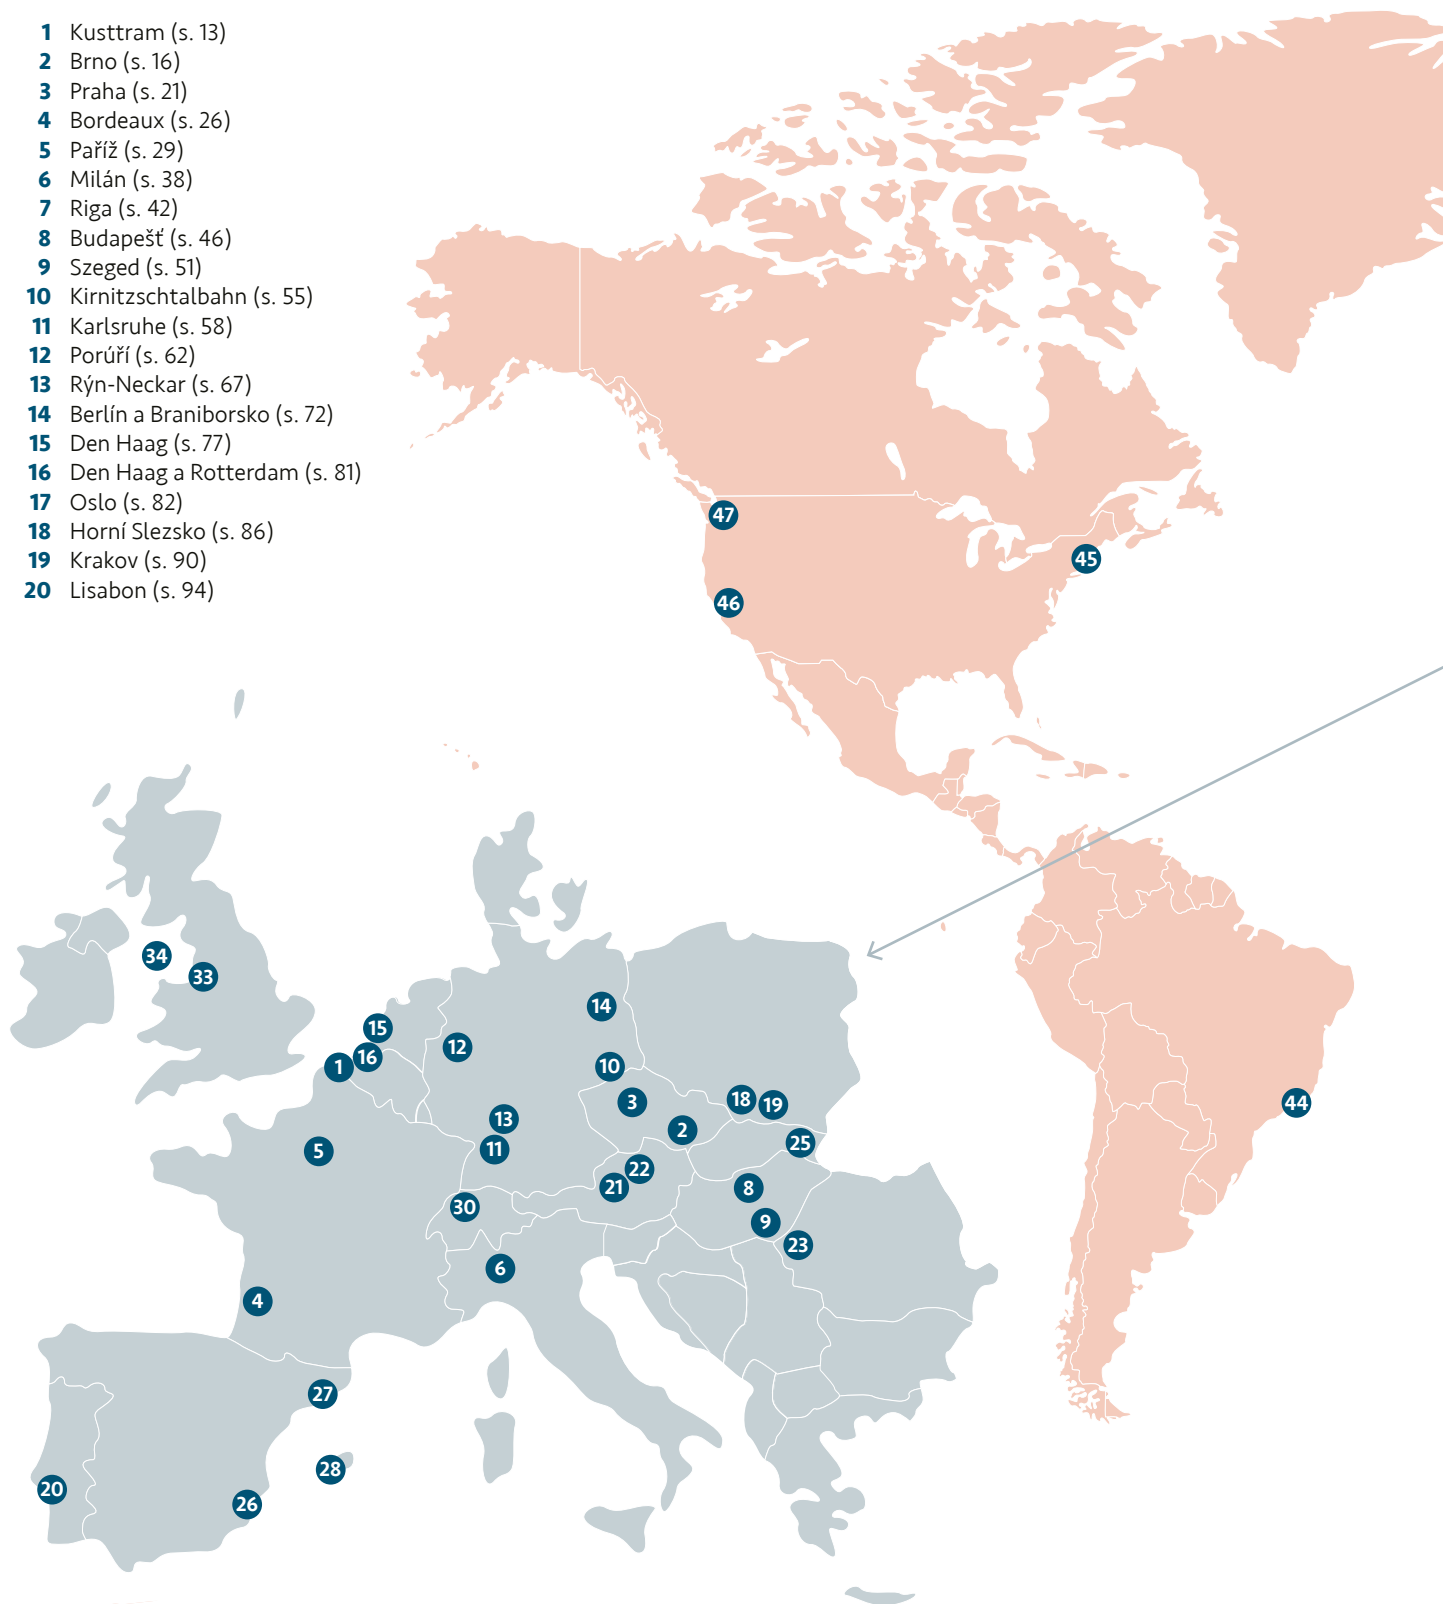 1 Kusttram (s. 13)
2 Brno (s. 16)
3 Praha (s. 21)
4 Bordeaux (s. 26)
5 Paříž (s. 29)
6 Milán (s. 38)
7 Riga (s. 42)
8 Budapešť (s. 46)
9 Szeged (s. 51)
10 Kirnitzschtalbahn (s. 55)
11 Karlsruhe (s. 58)
12 Porúří (s. 62)
13 Rýn-Neckar (s. 67)
14 Berlín a Braniborsko (s. 72)
15 Den Haag (s. 77)
16 Den Haag a Rotterdam (s. 81)
17 Oslo (s. 82)
18 Horní Slezsko (s. 86)
19 Krakov (s. 90)
20 Lisabon (s. 94)
47
45
46
34
33
14
15
12
16
1
10
3
18
19
44
13
2
5
11
25
22
21
8
30
9
23
6
4
27
28
20
26